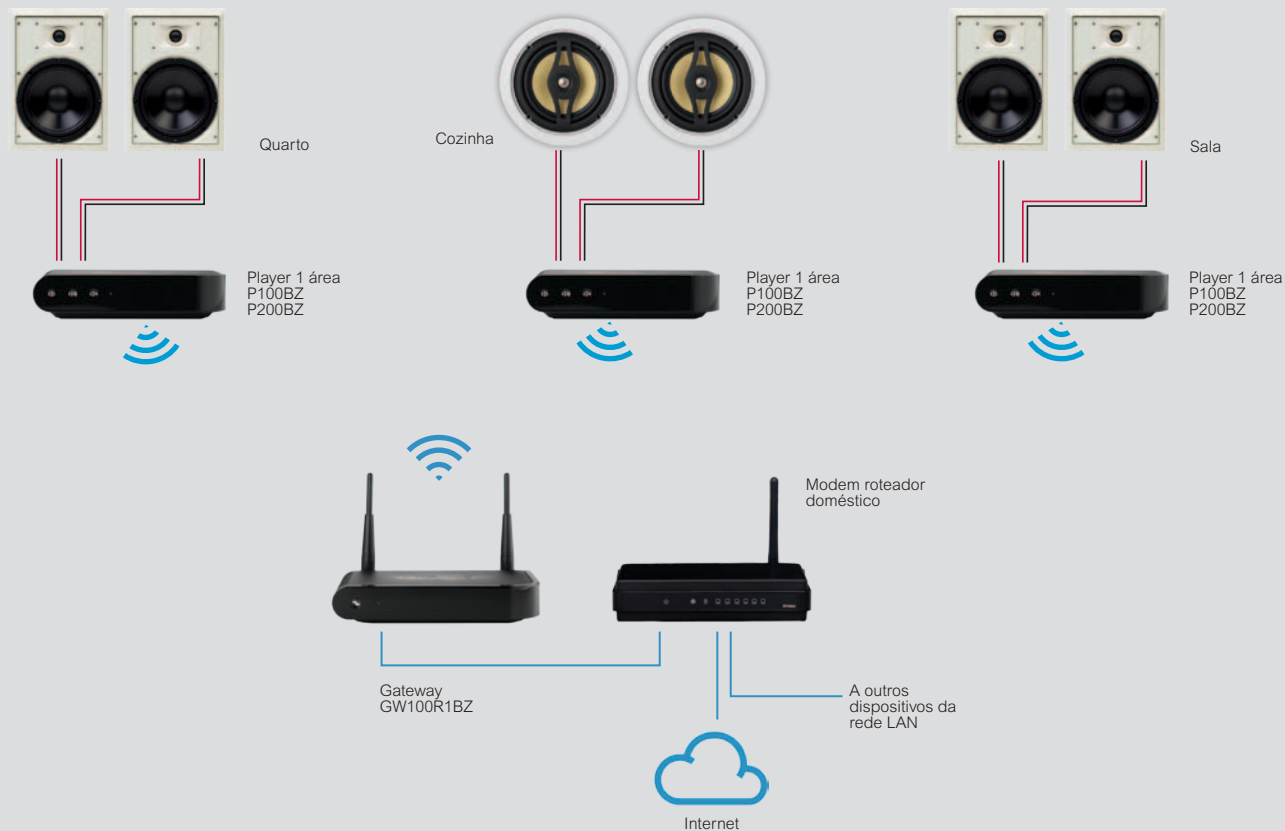 Quarto
Cozinha
Sala
Player 1 área
P100BZ
P200BZ
Player 1 área
P100BZ
P200BZ
Player 1 área
P100BZ
P200BZ
Modem roteador
doméstico
Gateway
GW100R1BZ
A outros
dispositivos da
rede LAN
Internet